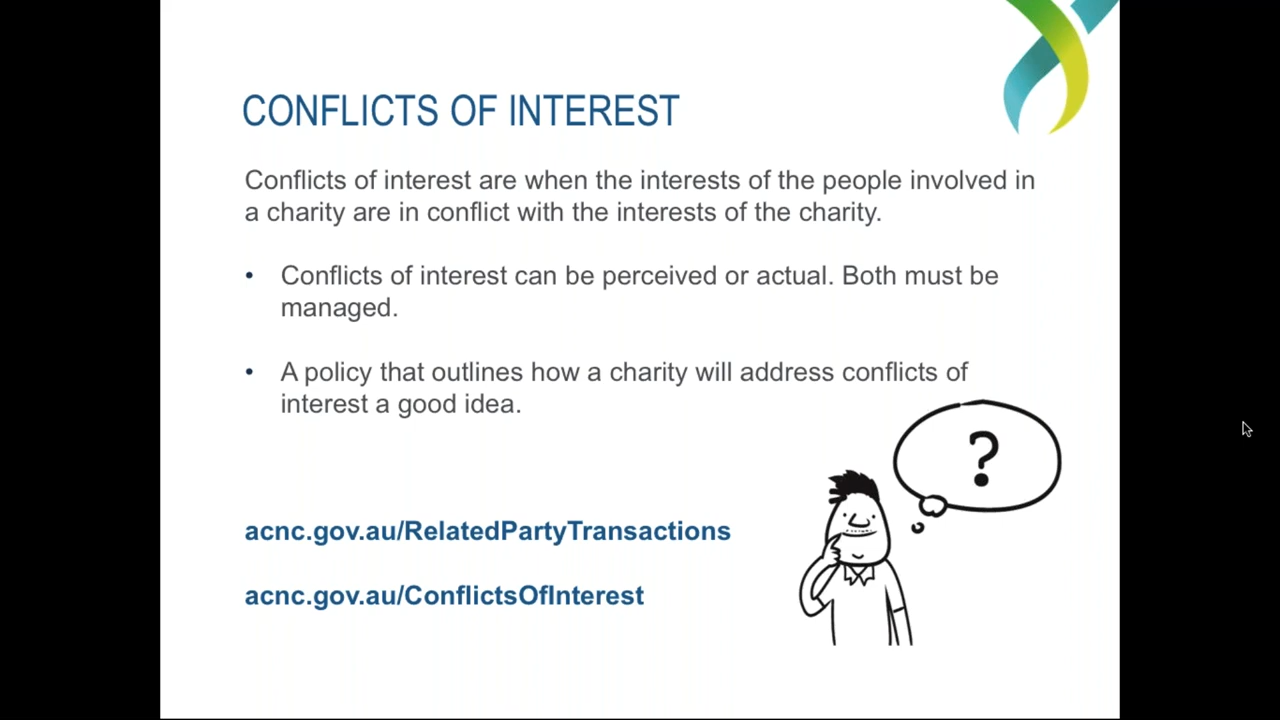 CONFLICTS OF INTEREST
Conflicts of interest are when the interests of the people involved in
a charity are in conflict with the interests of the charity.
• Conflicts of interest can be perceived or actual. Both must be
managed.
• A policy that outlines how a charity will address conflicts of
interest a good idea.
?
acnc.gov.au/RelatedPartyTransactions
acnc.gov.au/ConflictsOfInterest